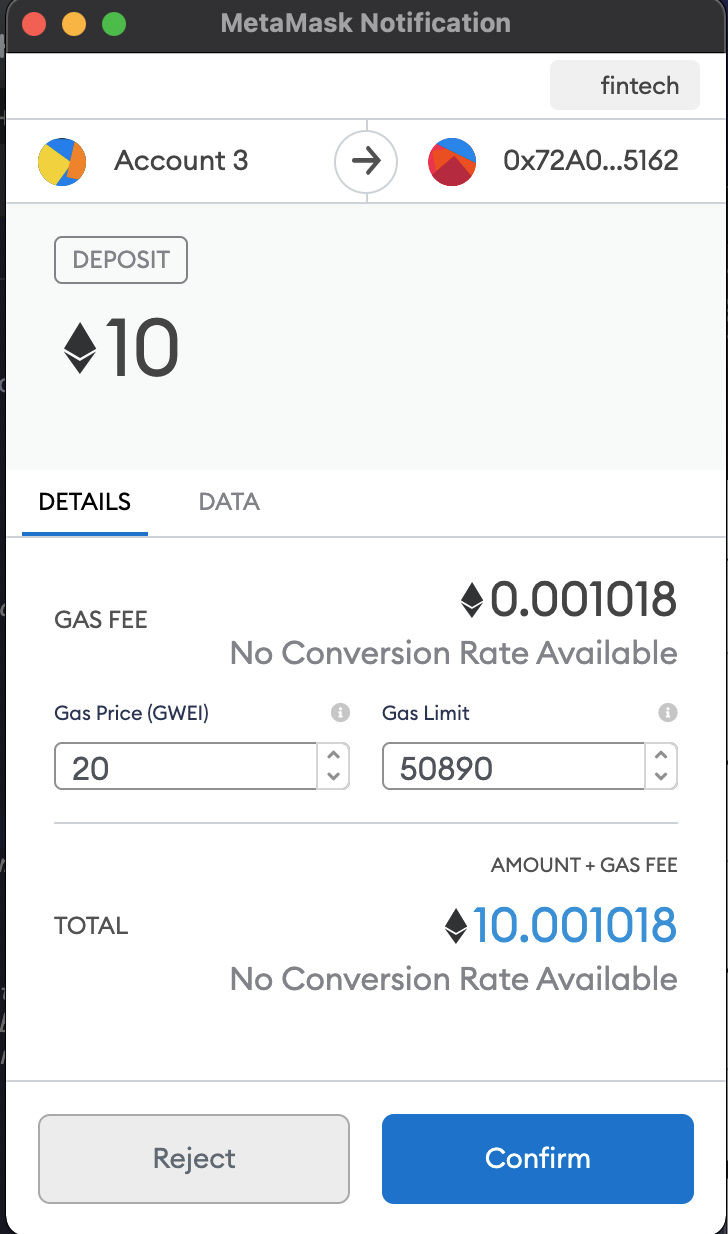 MetaMask Notification
fintech
Account 3
0x72A0...5162
DEPOSIT
10
DETAILS DATA
GAS FEE
0.001018
No Conversion Rate Available
Gas Price (GWEI) Gas Limit
20 50890
AMOUNT + GAS FEE
TOTAL
10.001018
No Conversion Rate Available
Reject Confirm